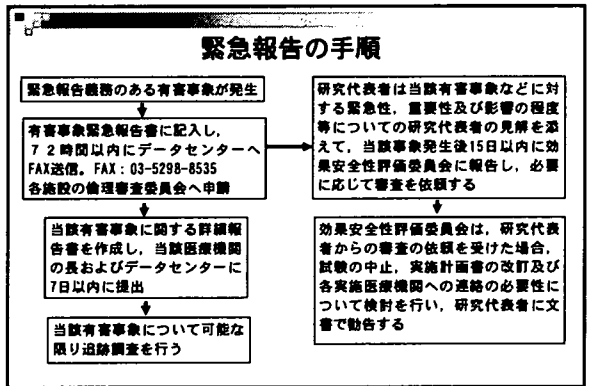 緊急報告の手順
緊急報告義務のある有害事象が発生
有害事象緊急報告書に記入し,
72時間以内にデータセンターへ
FAX送信。FAX:03-5298-8535
各施設の倫理審査委員会へ申請
当該有害事象に関する詳細報
告書を作成し,当該医療機関
の長およびデータセンターに
7日以内に提出
当該有害事象について可能な
限り追跡調査を行う
研究代表者は当該有害事象などに対
する緊急性,重要性及び影響の程度
等についての研究代表者の見解を添
えて,当該事象発生後15日以内に効
果安全性評価委員会に報告し,必要
に応じて審査を依頼する
効果安全性評価委員会は,研究代表
者からの審査の依頼を受けた場合,
試験の中止,実施計画書の改訂及び
各実施医療機関への連絡の必要性に
ついて検討を行い,研究代表者に文
書で勧告する